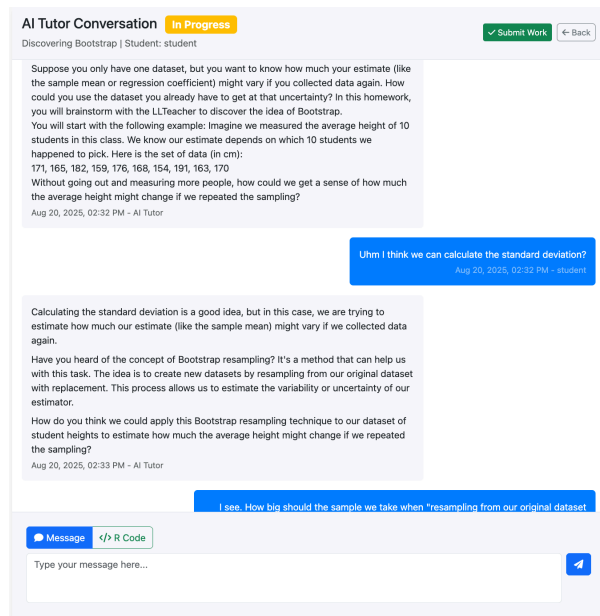 AI Tutor Conversation In Progress
Discovering Bootstrap | Student: student
Submit Work
← Back
Suppose you only have one dataset, but you want to know how much your estimate (like
the sample mean or regression coefficient) might vary if you collected data again. How
could you use the dataset you already have to get at that uncertainty? In this homework,
you will brainstorm with the LLTeacher to discover the idea of Bootstrap.
You will start with the following example: Imagine we measured the average height of 10
students in this class. We know our estimate depends on which 10 students we
happened to pick. Here is the set of data (in cm):
171, 165, 182, 159, 176, 168, 154, 191, 163, 170
Without going out and measuring more people, how could we get a sense of how much
the average height might change if we repeated the sampling?
Aug 20, 2025, 02:32 PM - AI Tutor
Uhm I think we can calculate the standard deviation?
Aug 20, 2025, 02:32 PM - student
Calculating the standard deviation is a good idea, but in this case, we are trying to
estimate how much our estimate (like the sample mean) might vary if we collected data
again.
Have you heard of the concept of Bootstrap resampling? It's a method that can help us
with this task. The idea is to create new datasets by resampling from our original dataset
with replacement. This process allows us to estimate the variability or uncertainty of our
estimator.
How do you think we could apply this Bootstrap resampling technique to our dataset of
student heights to estimate how much the average height might change if we repeated
the sampling?
Aug 20, 2025, 02:33 PM - AI Tutor
I see. How big should the sample we take when "resampling from our original dataset
Message
</> R Code
Type your message here...